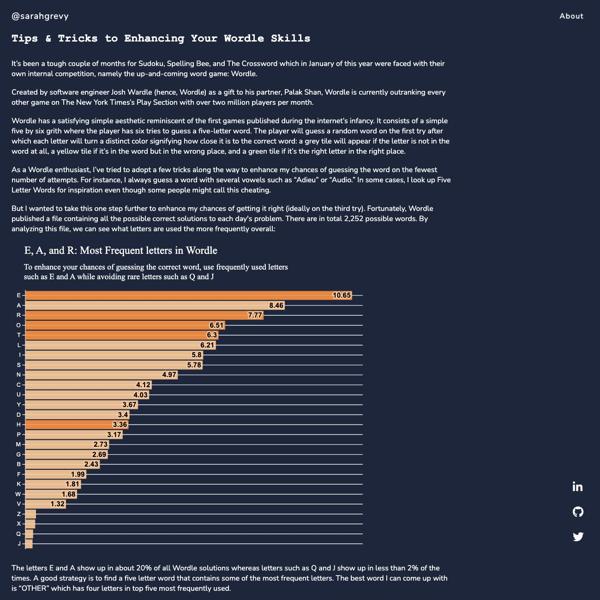 @sarahgrevy
About
Tips & Tricks to Enhancing Your Wordle Skills
It's been a tough couple of months for Sudoku, Spelling Bee, and The Crossword which in January of this year were faced with their
own internal competition, namely the up-and-coming word game: Wordle.
Created by software engineer Josh Wardle (hence, Wordle) as a gift to his partner, Palak Shan, Wordle is currently outranking every
other game on The New York Times's Play Section with over two million players per month.
Wordle has a satisfying simple aesthetic reminiscent of the first games published during the internet's infancy. It consists of a simple
five by six grith where the player has six tries to guess a five-letter word. The player will guess a random word on the first try after
which each letter will turn a distinct color signifying how close it is to the correct word: a grey tile will appear if the letter is not in the
word at all, a yellow tile if it's in the word but in the wrong place, and a green tile if it's the right letter in the right place.
As a Wordle enthusiast, I've tried to adopt a few tricks along the way to enhance my chances of guessing the word on the fewest
number of attempts. For instance, I always guess a word with several vowels such as "Adieu" or "Audio." In some cases, I look up Five
Letter Words for inspiration even though some people might call this cheating.
But I wanted to take this one step further to enhance my chances of getting it right (ideally on the third try). Fortunately, Wordle
published a file containing all the possible correct solutions to each day's problem. There are in total 2,252 possible words. By
analyzing this file, we can see what letters are used the more frequently overall:
E, A, and R: Most Frequent letters in Wordle
To enhance your chances of guessing the correct word, use frequently used letters
such as E and A while avoiding rare letters such as Q and J
E 10.65
A 8.46
R 7.77
O 6.51
T 6.3
L 6.21
I 5.8
S 5.78
N 4.97
C 4.12
U 4.03
Y 3.67
D 3.4
H 3.36
P 3.17
M 2.73
G 2.69
B 2.43
F 1.99
K 1.81
W 1.68
V 1.32
Z
X
Q
J
in
The letters E and A show up in about 20% of all Wordle solutions whereas letters such as Q and J show up in less than 2% of the
times. A good strategy is to find a five letter word that contains some of the most frequent letters. The best word I can come up with
is "OTHER" which has four letters in top five most frequently used.